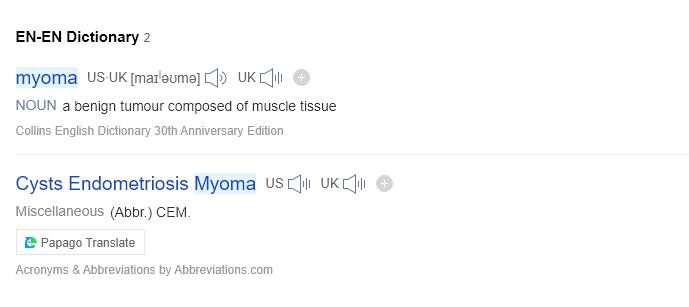 EN-EN Dictionary 2
myoma US·UK [maɪˈəʊmə] UK
NOUN a benign tumour composed of muscle tissue
Collins English Dictionary 30th Anniversary Edition
Cysts Endometriosis Myoma US UK
Miscellaneous (Abbr.) CEM.
Papago Translate
Acronyms & Abbreviations by Abbreviations.com